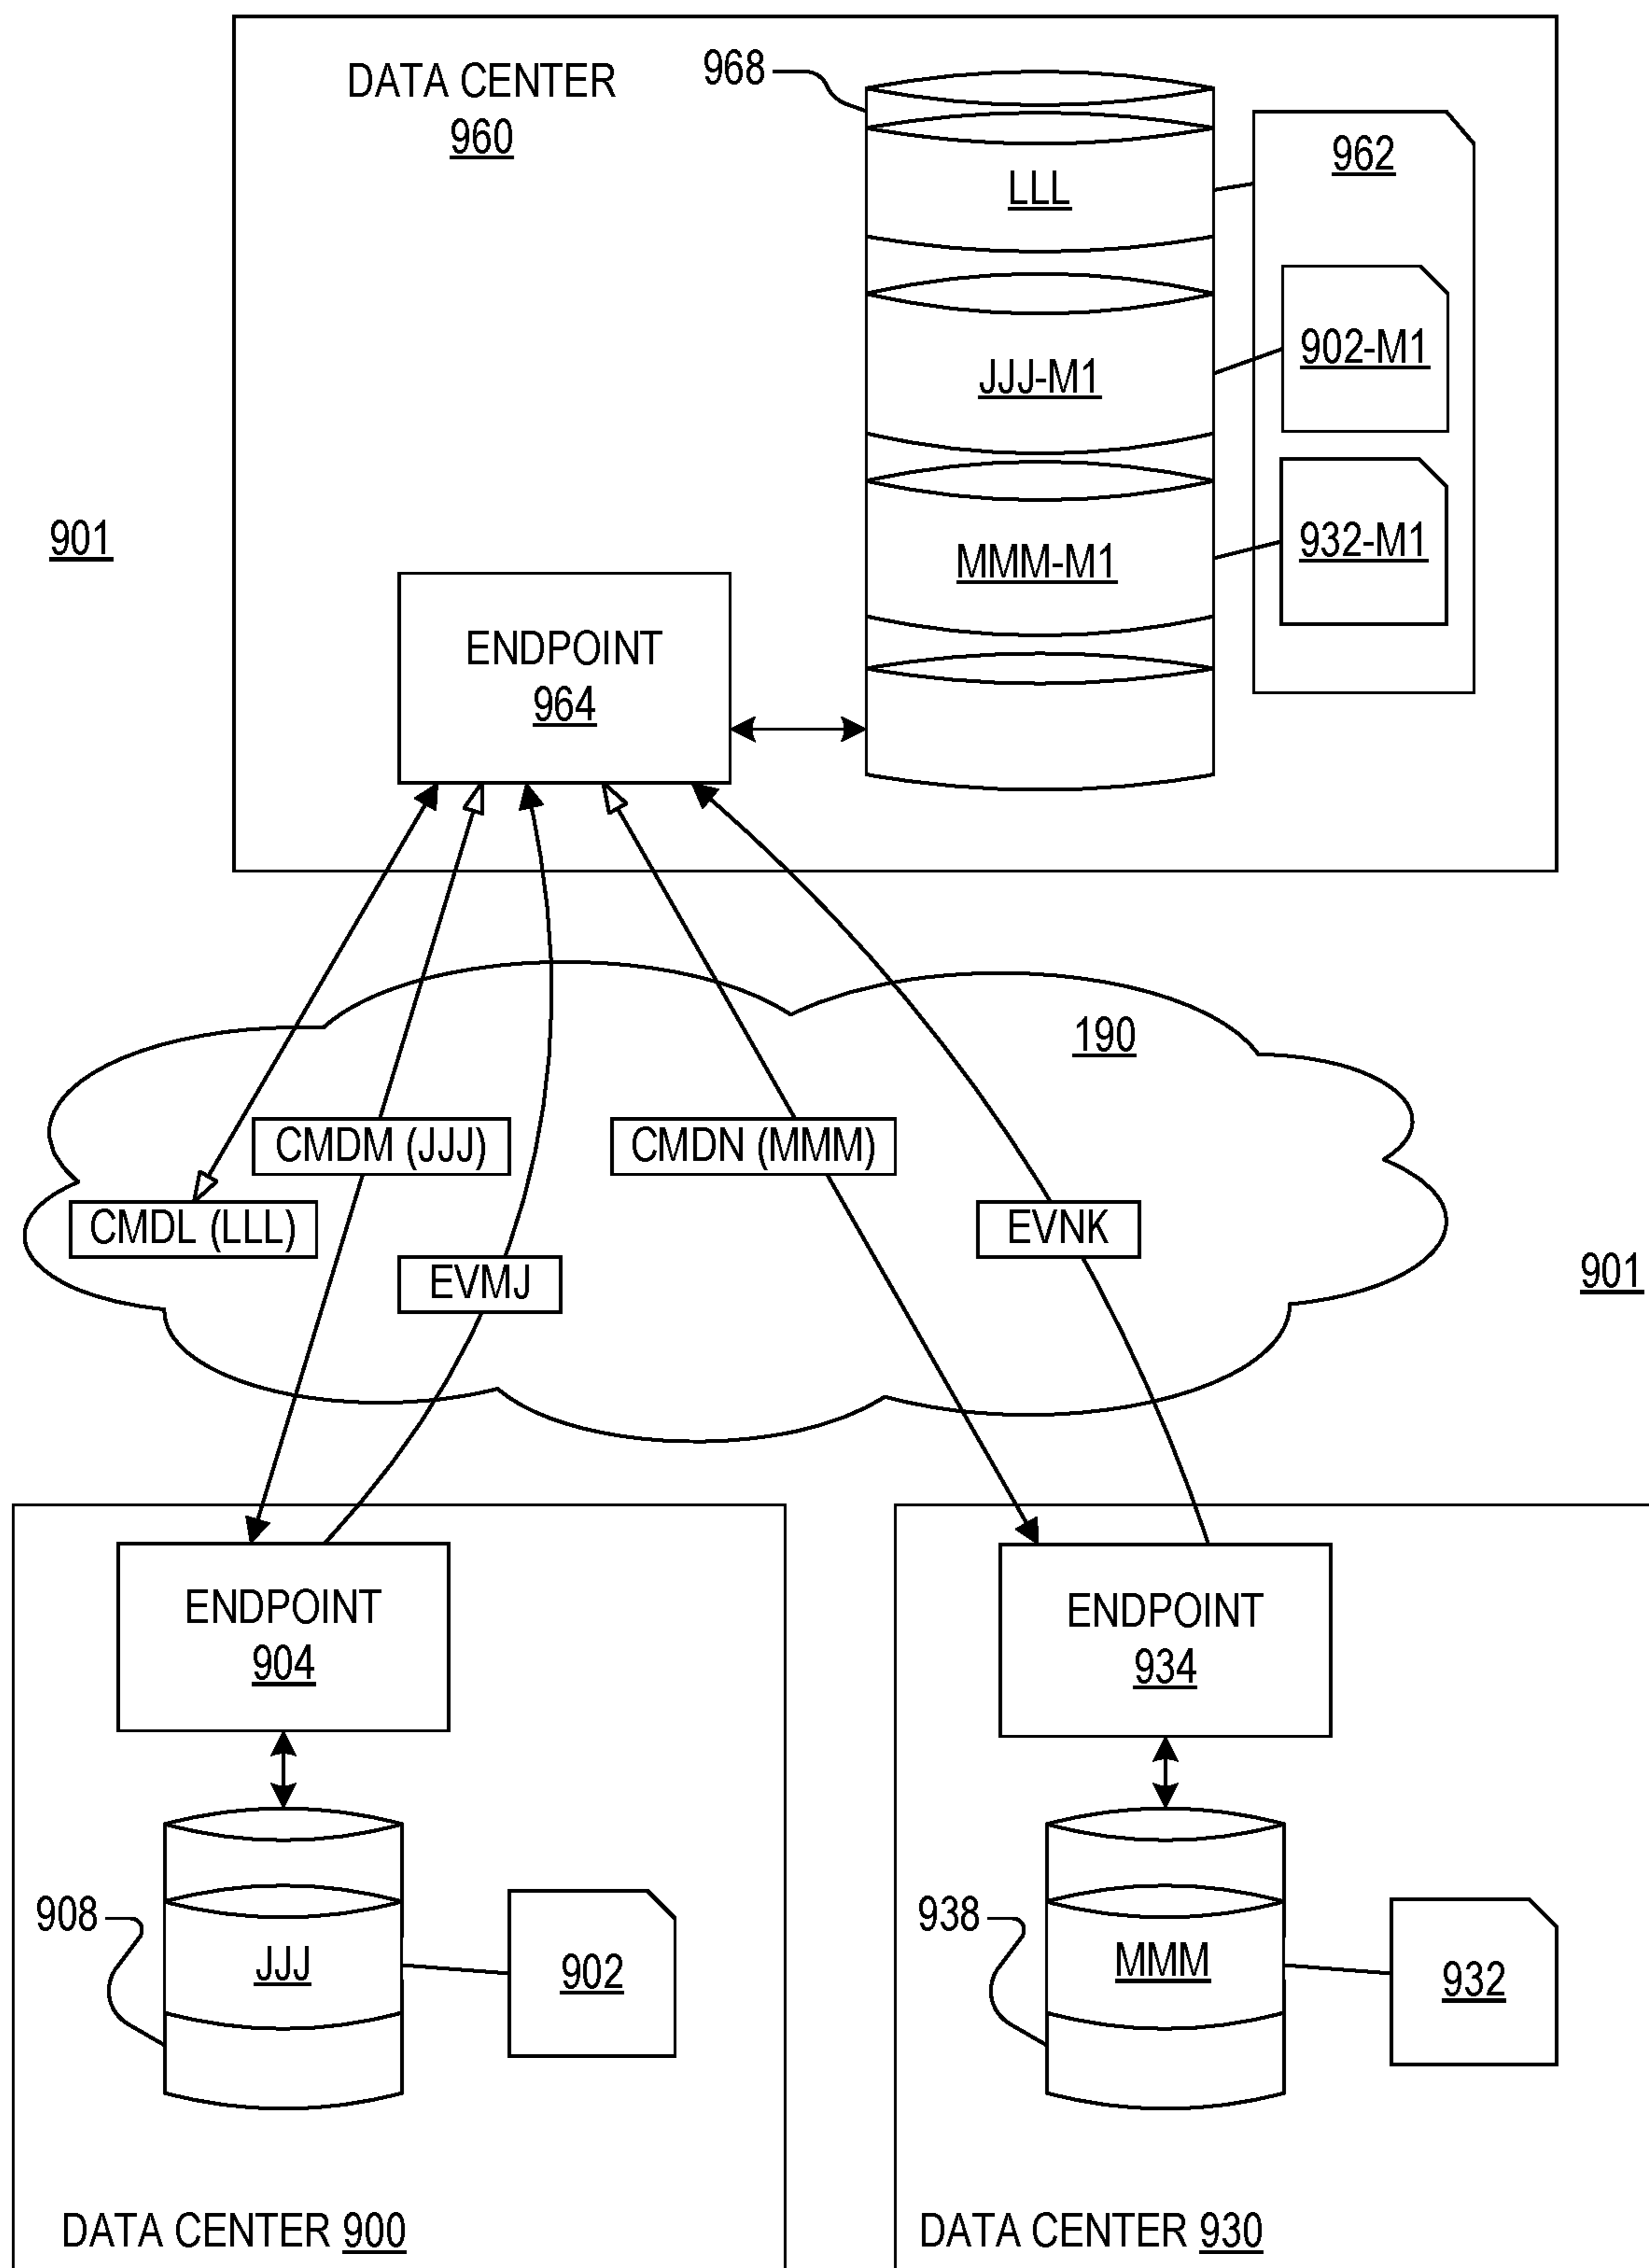 DATA CENTER
960
968
LLL
962
JJJ-M1
902-M1
MMM-M1
932-M1
901
ENDPOINT
964
190
CMDM (JJJ)
CMDN (MMM)
CMDL (LLL)
EVNK
EVMJ
901
ENDPOINT
904
ENDPOINT
934
908
JJJ
902
938
MMM
932
DATA CENTER 900
DATA CENTER 930